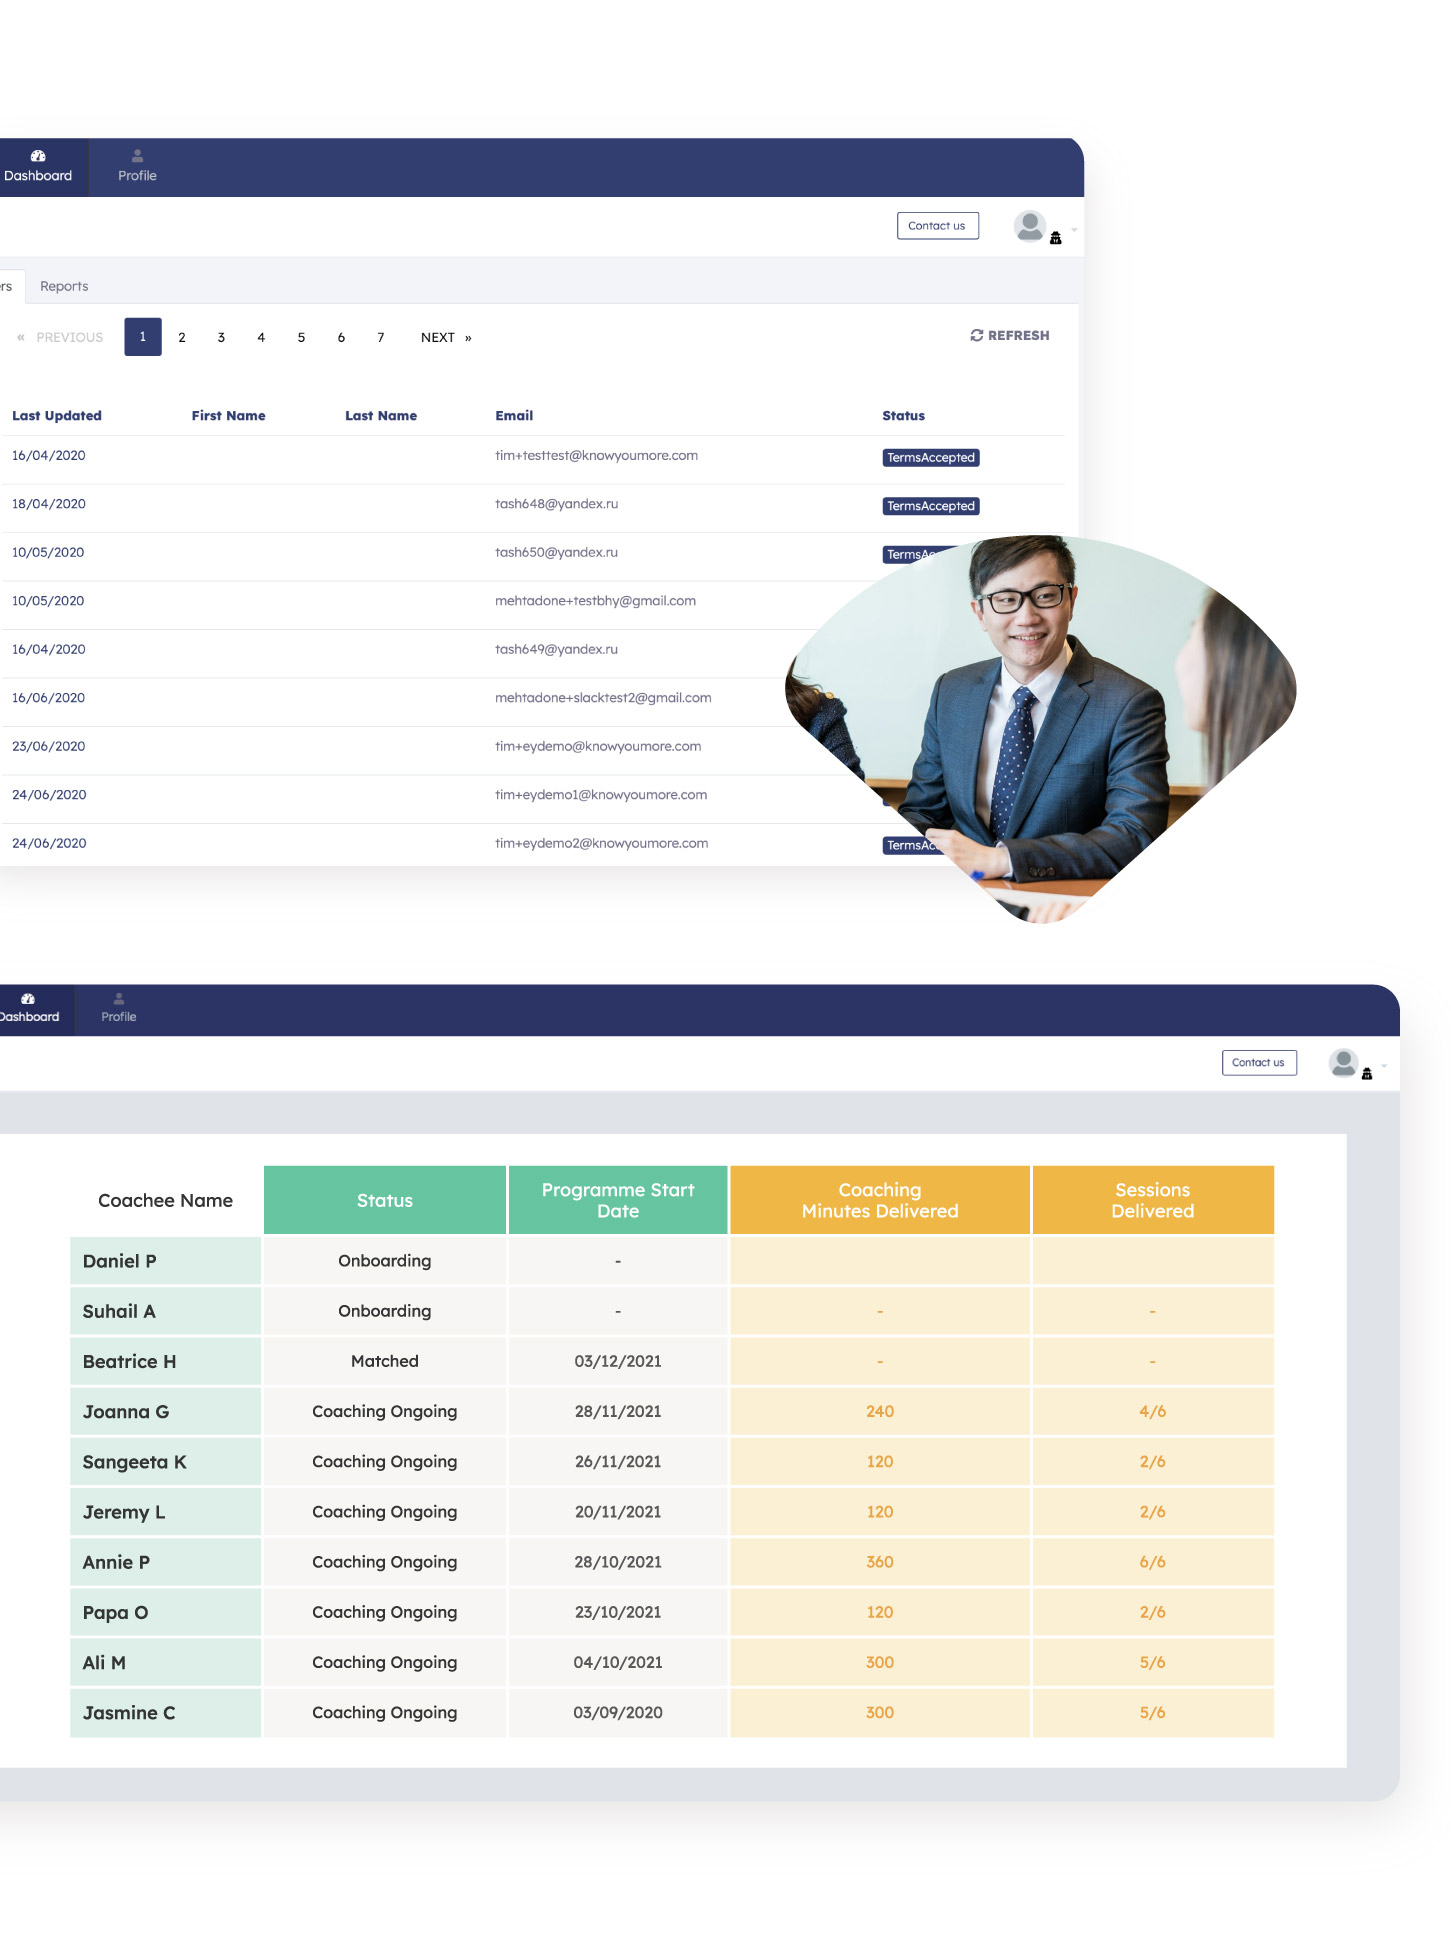 Dashboard
Profile
Contact us
rs
Reports
« PREVIOUS 1 2 3 4 5 6 7 NEXT »
REFRESH
Last Updated First Name Last Name Email Status
16/04/2020 tim+testtest@knowyoumore.com TermsAccepted
18/04/2020 tash648@yandex.ru TermsAccepted
10/05/2020 tash650@yandex.ru TermsAc
10/05/2020 mehtadone+testbhy@gmail.com
16/04/2020 tash649@yandex.ru
16/06/2020 mehtadone+slacktest2@gmail.com
23/06/2020 tim+eydemo@knowyoumore.com
24/06/2020 tim+eydemo1@knowyoumore.com
24/06/2020 tim+eydemo2@knowyoumore.com TermsAc
Dashboard
Profile
Contact us
Coachee Name
Status
Programme Start
Date
Coaching
Minutes Delivered
Sessions
Delivered
Daniel P Onboarding -
Suhail A Onboarding - - -
Beatrice H Matched 03/12/2021 - -
Joanna G Coaching Ongoing 28/11/2021 240 4/6
Sangeeta K Coaching Ongoing 26/11/2021 120 2/6
Jeremy L Coaching Ongoing 20/11/2021 120 2/6
Annie P Coaching Ongoing 28/10/2021 360 6/6
Papa O Coaching Ongoing 23/10/2021 120 2/6
Ali M Coaching Ongoing 04/10/2021 300 5/6
Jasmine C Coaching Ongoing 03/09/2020 300 5/6